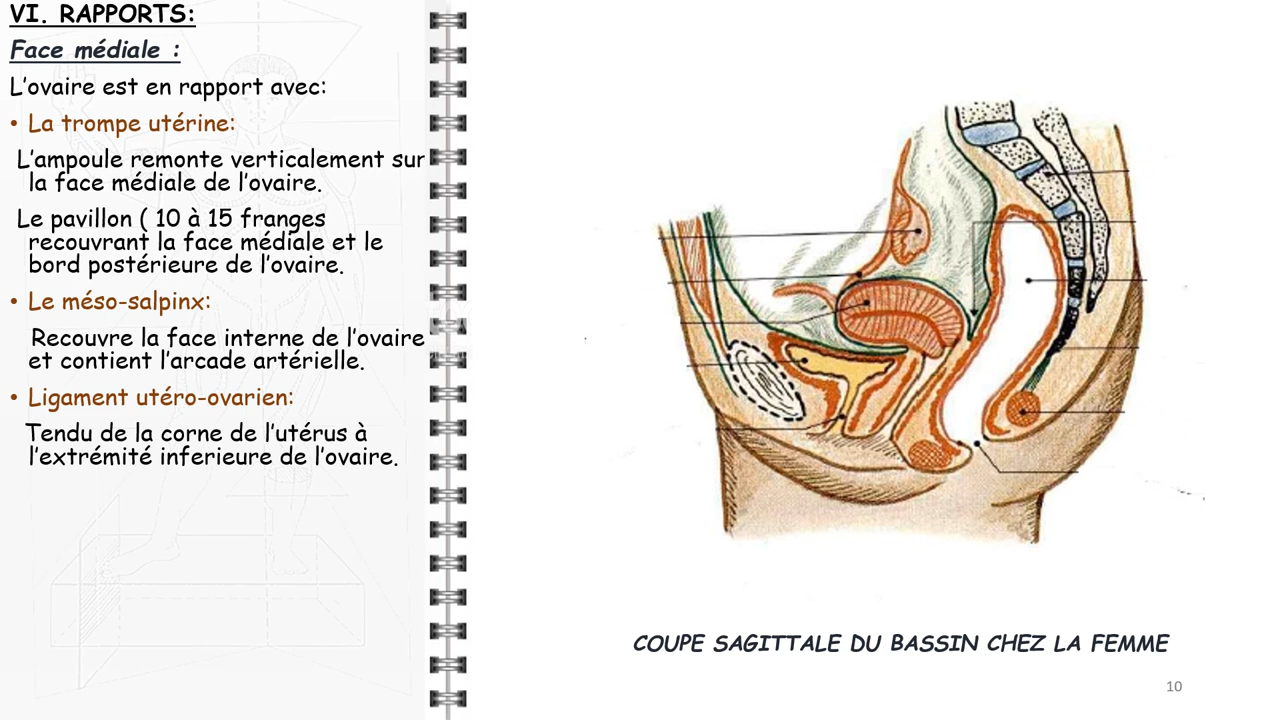 VI. RAPPORTS:
Face médiale :
L’ovaire est en rapport avec:
• La trompe utérine:
L’ampoule remonte verticalement sur
la face médiale de l’ovaire.
Le pavillon ( 10 à 15 franges
recouvrant la face médiale et le
bord postérieure de l’ovaire.
• Le méso-salpinx:
Recouvre la face interne de l’ovaire
et contient l’arcade artérielle.
• Ligament utéro-ovarien:
Tendu de la corne de l’utérus à
l’extrémité inferieure de l’ovaire.
COUPE SAGITTALE DU BASSIN CHEZ LA FEMME
10